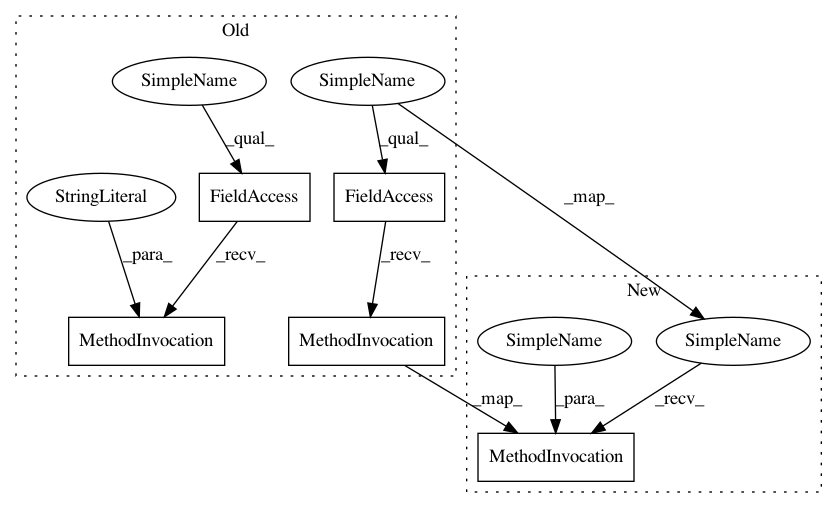 Old
SimpleName
SimpleName
_qual_
_qual_
StringLiteral
FieldAccess
FieldAccess
_map_
_para_
_recv_
_recv_
New
MethodInvocation
MethodInvocation
SimpleName
SimpleName
_map_
_para_
_recv_
MethodInvocation